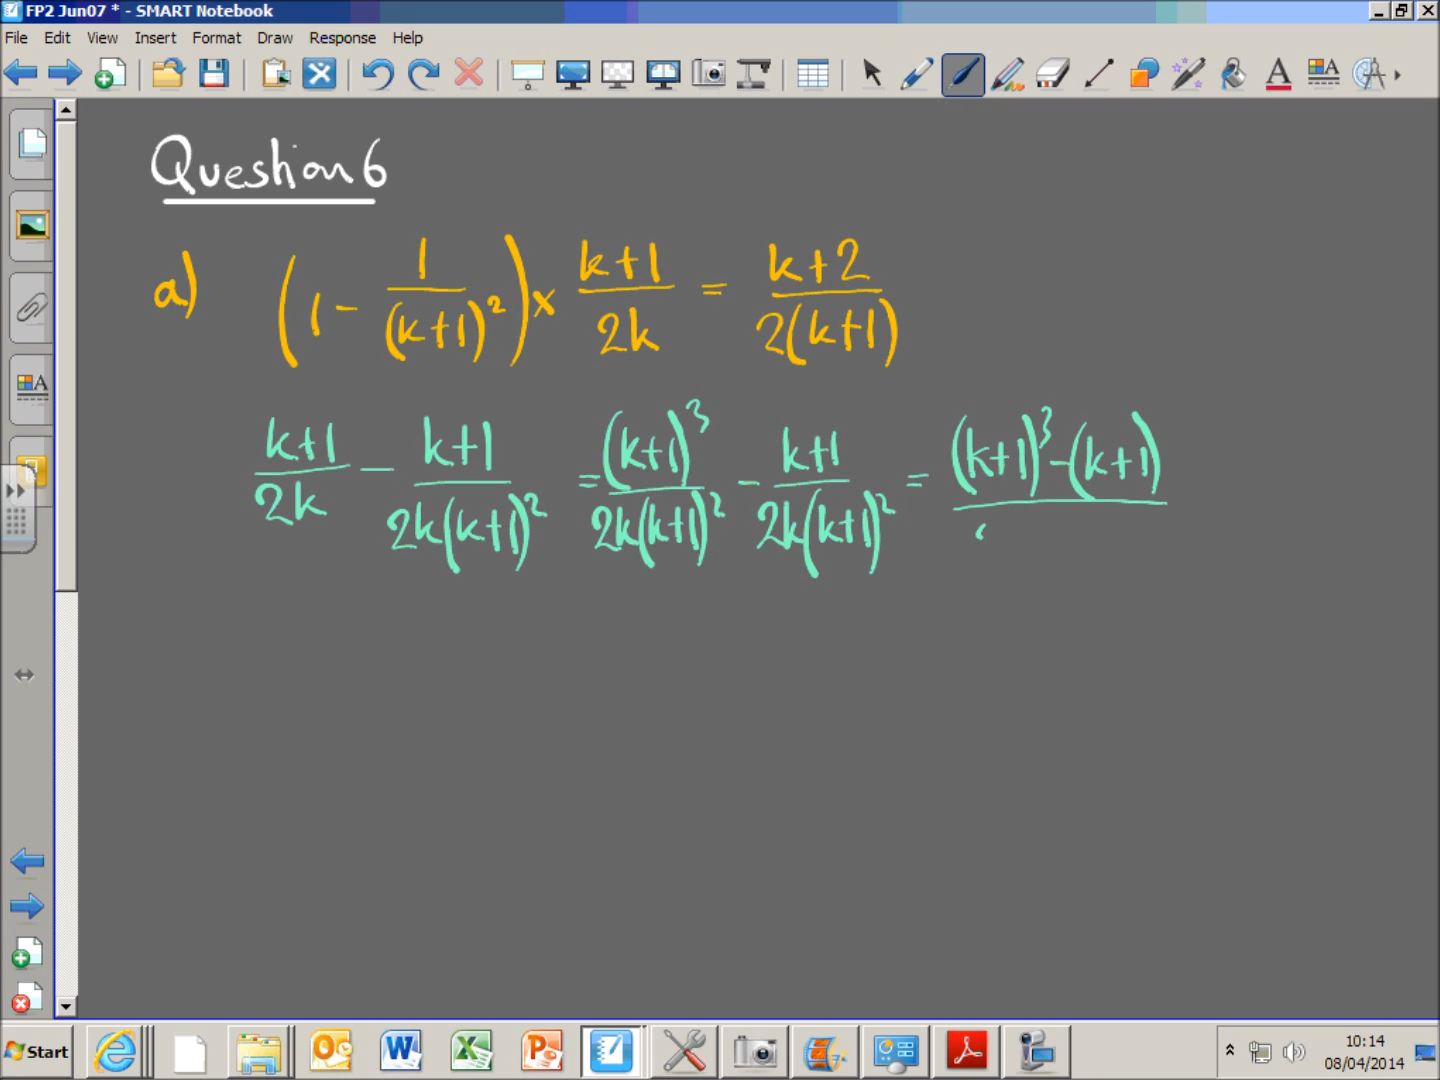 FP2 Jun07 * - SMART Notebook
File Edit View Insert Format Draw Response Help
Question 6
a) (1 - 1/(k+1)²) × (k+1)/2k = (k+2)/2(k+1)
(k+1)/2k - (k+1)/2k(k+1)² = (k+1)³/2k(k+1)² - (k+1)/2k(k+1)² = (k+1)³-(k+1)
Start
10:14
08/04/2014